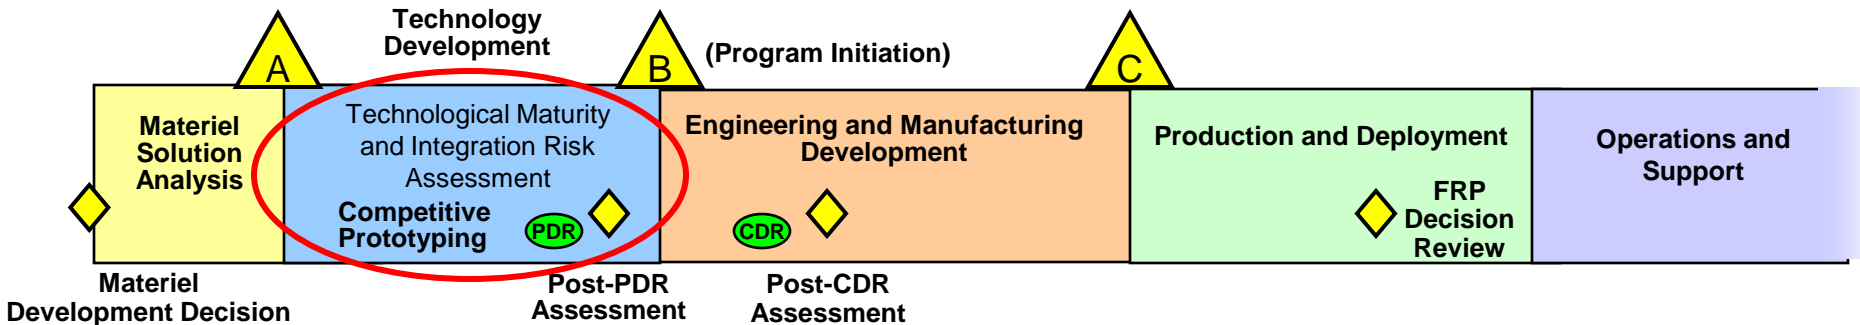 Technology
Development
A
B
(Program Initiation)
C
Materiel
Solution
Analysis
Technological Maturity
and Integration Risk
Assessment
Competitive
Prototyping
PDR
Engineering and Manufacturing
Development
CDR
Production and Deployment
FRP
Decision
Review
Operations and
Support
Materiel
Development Decision
Post-PDR
Assessment
Post-CDR
Assessment